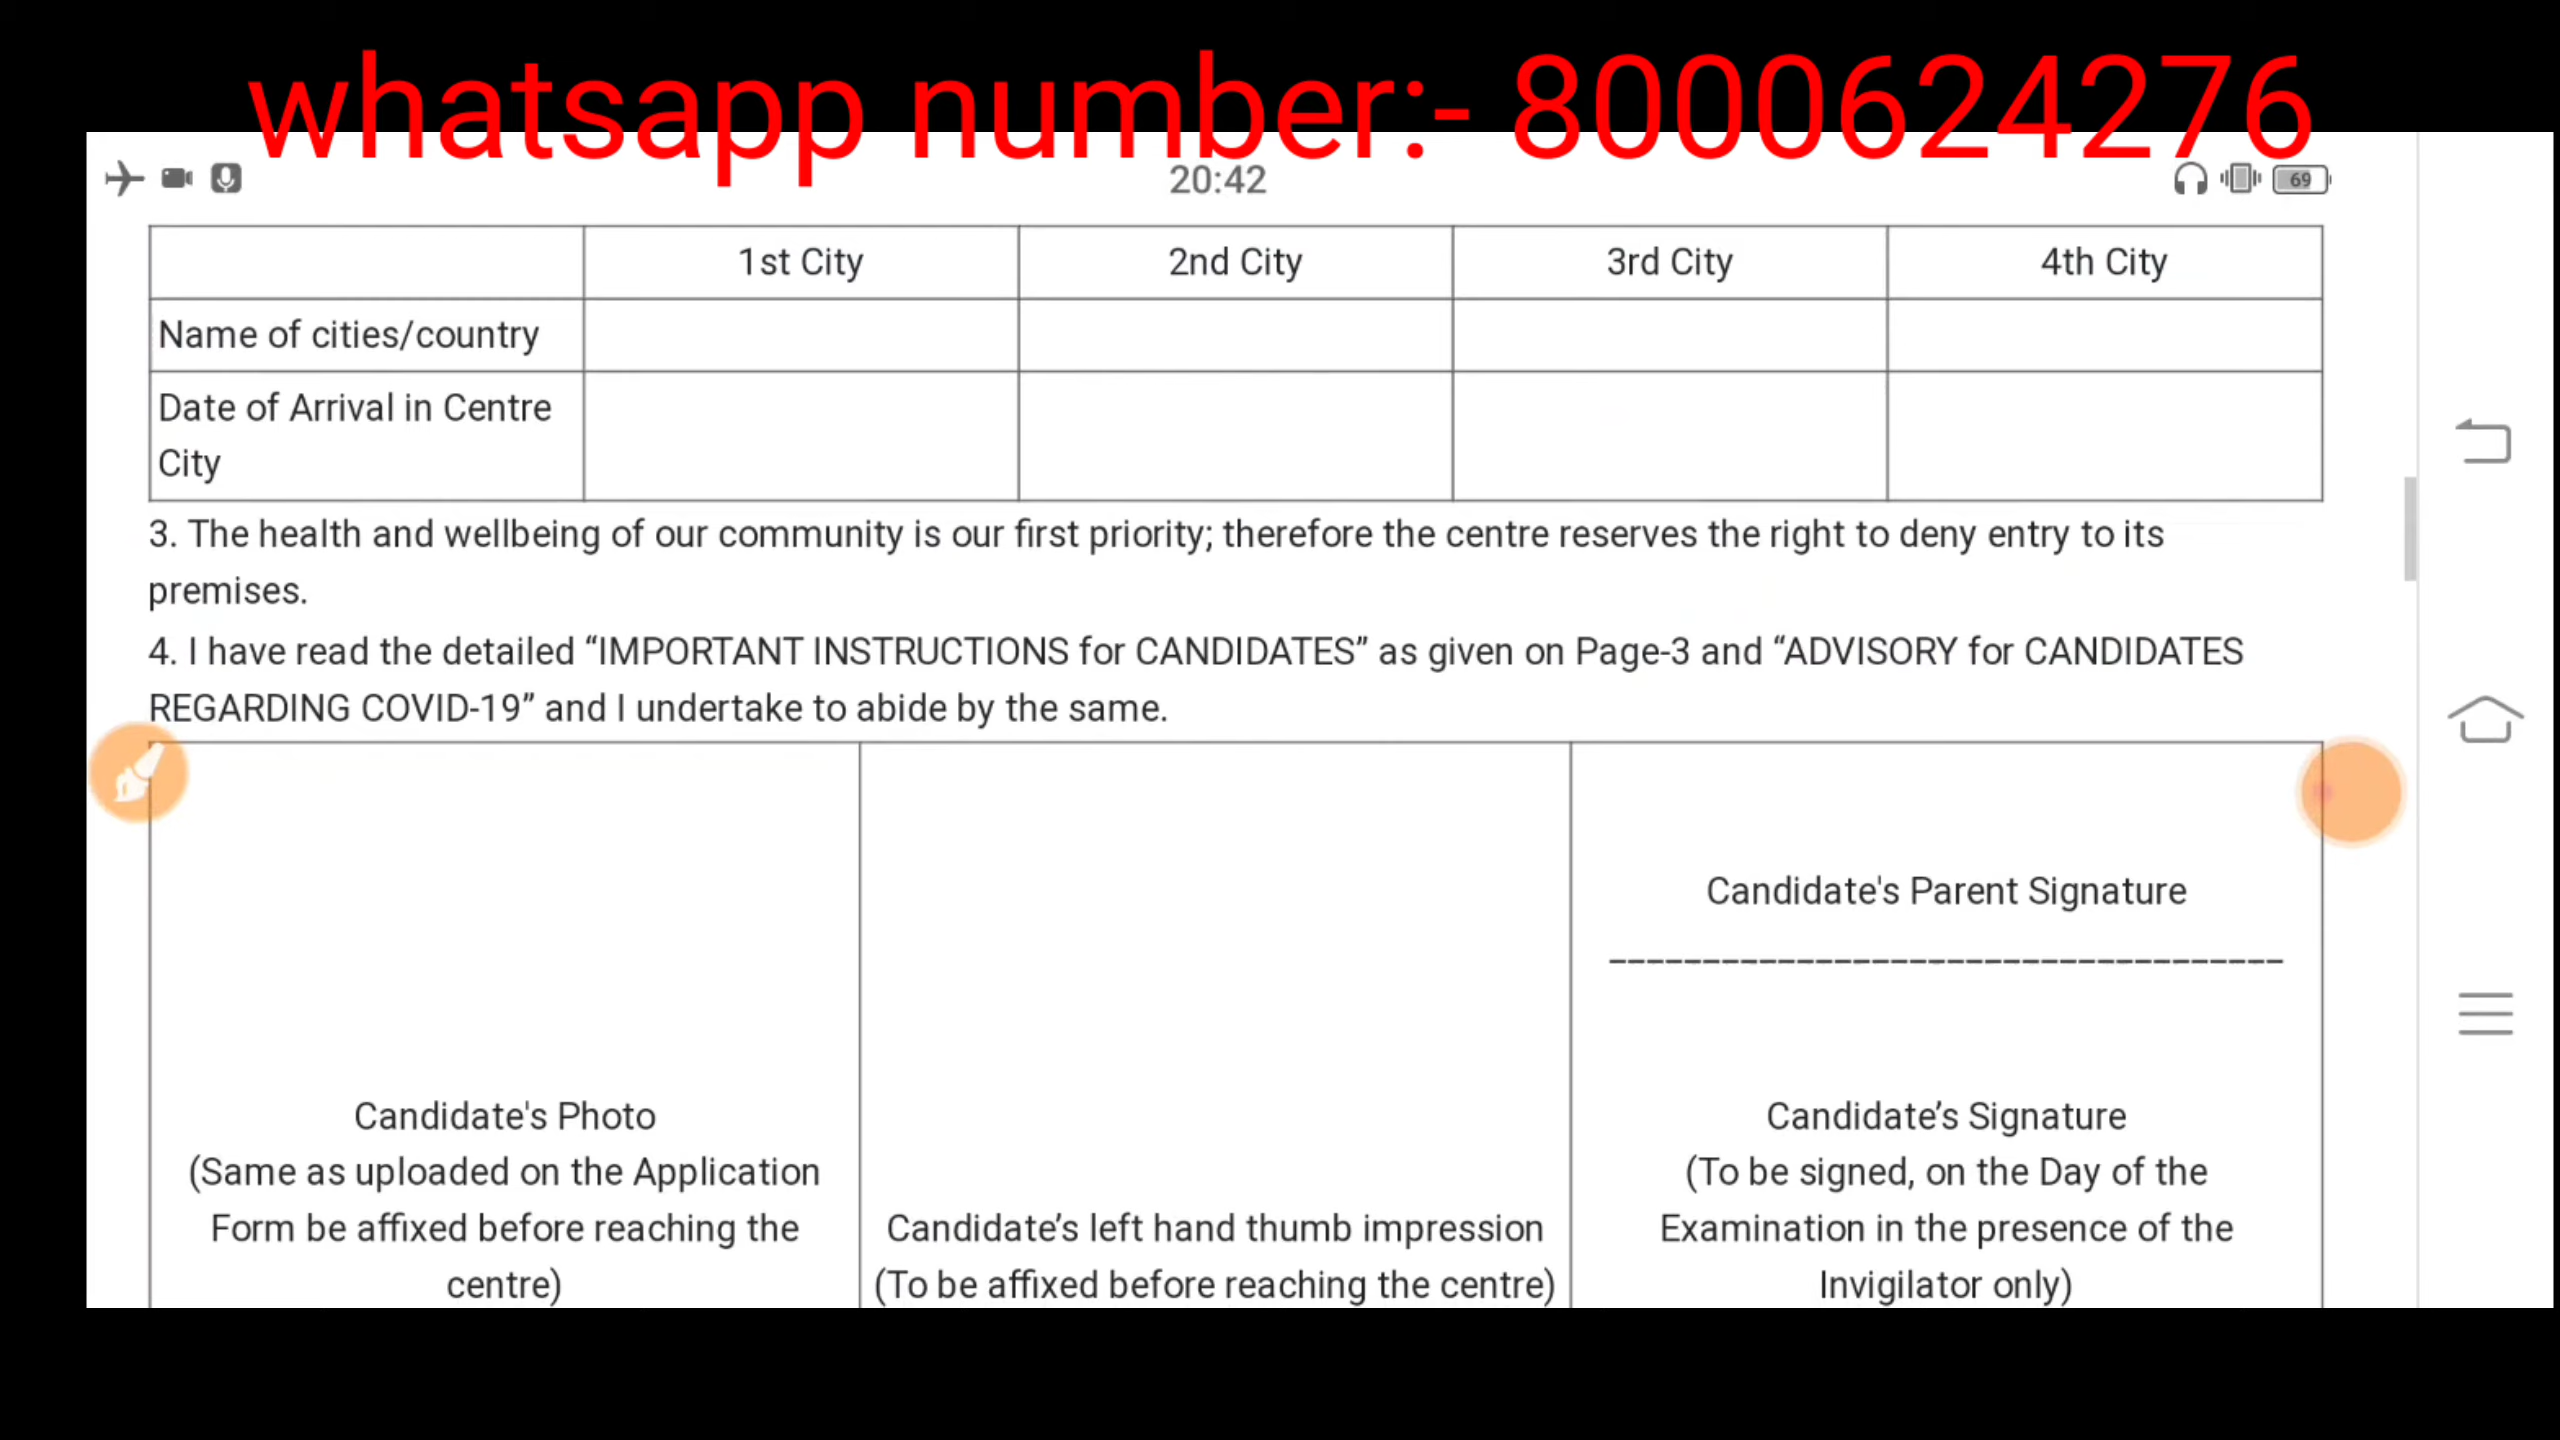 whatsapp number:- 8000624276
20:42
69
1st City 2nd City 3rd City 4th City
Name of cities/country
Date of Arrival in Centre
City
3. The health and wellbeing of our community is our first priority; therefore the centre reserves the right to deny entry to its
premises.
4. I have read the detailed “IMPORTANT INSTRUCTIONS for CANDIDATES” as given on Page-3 and “ADVISORY for CANDIDATES
REGARDING COVID-19” and I undertake to abide by the same.
Candidate's Photo
(Same as uploaded on the Application
Form be affixed before reaching the
centre)
Candidate’s left hand thumb impression
(To be affixed before reaching the centre)
Candidate's Parent Signature
------------------------------------
Candidate’s Signature
(To be signed, on the Day of the
Examination in the presence of the
Invigilator only)